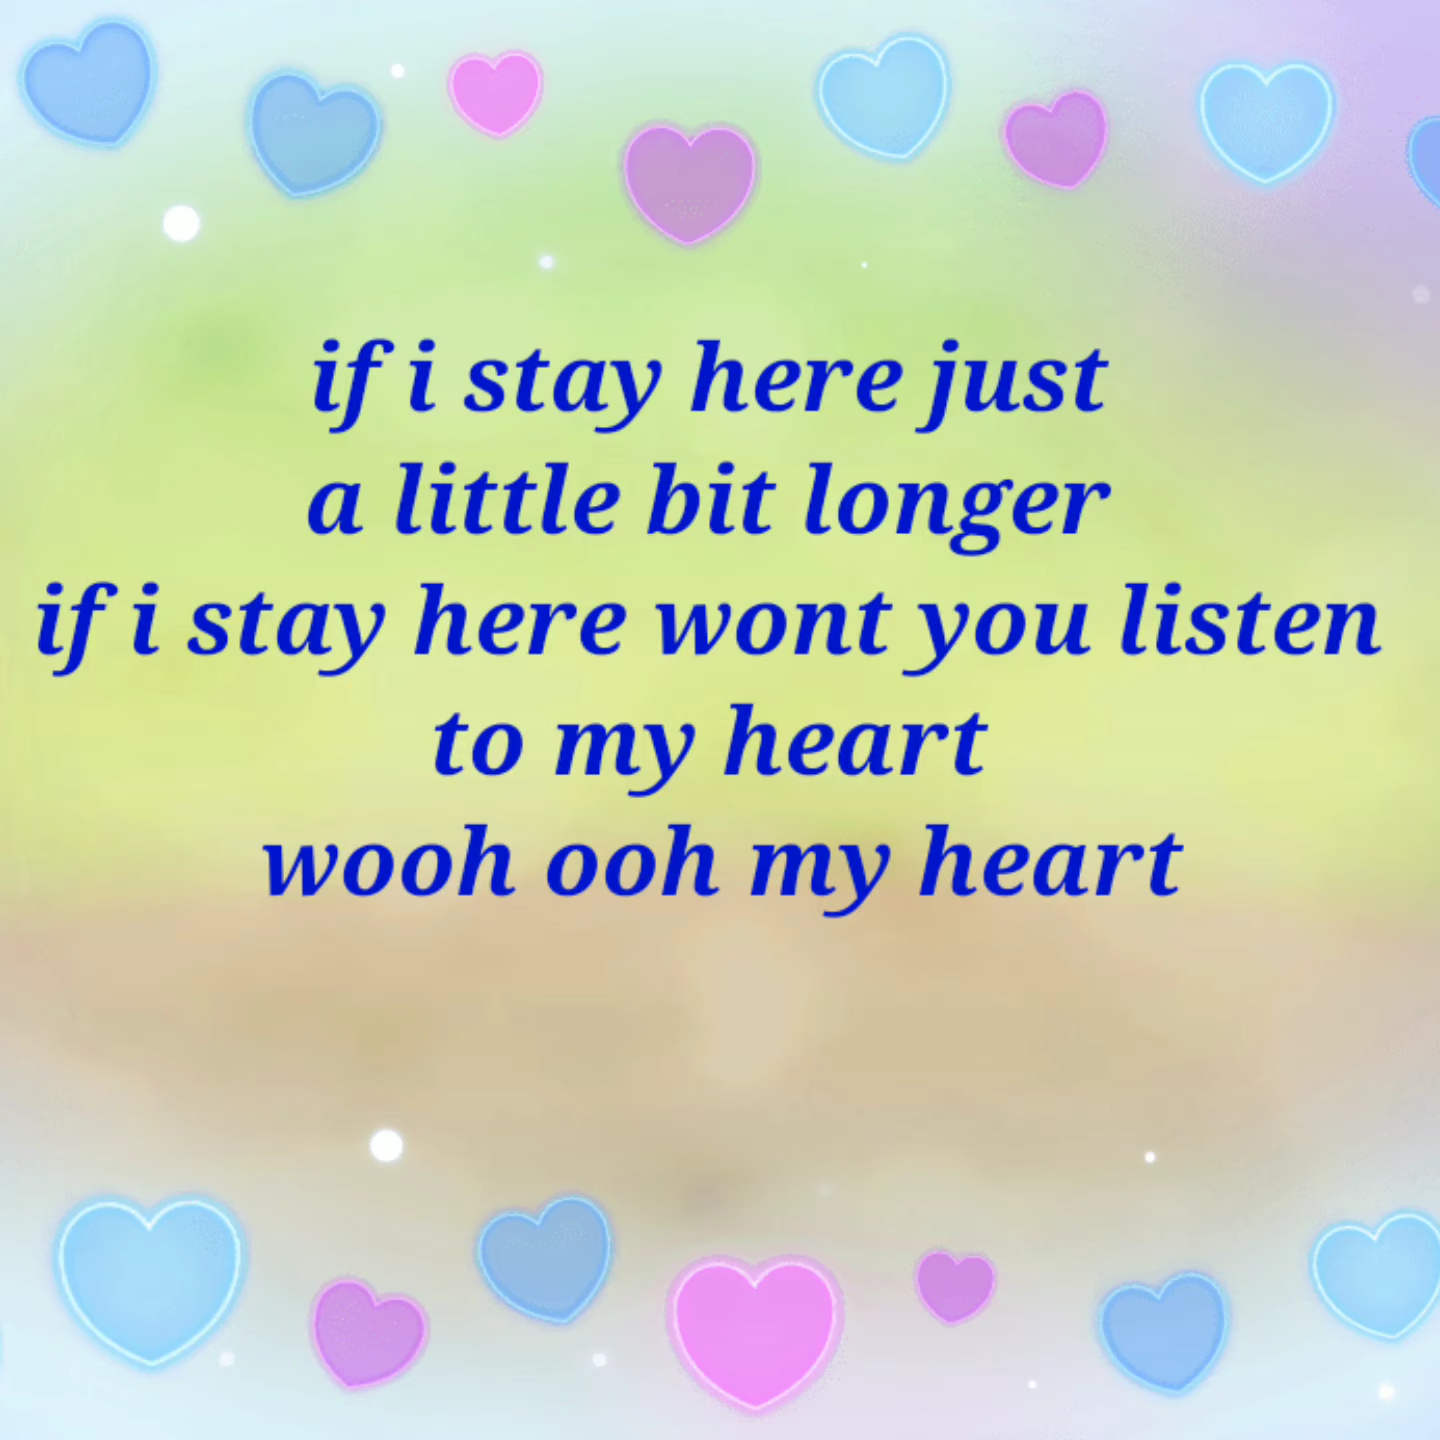 if i stay here just
a little bit longer
if i stay here wont you listen
to my heart
wooh ooh my heart